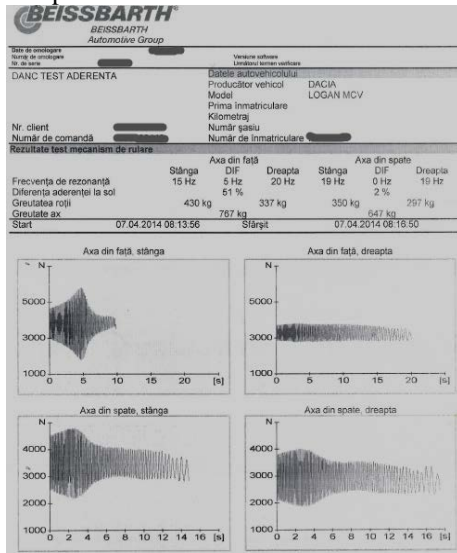 BEISSBARTH
BEISSBARTH
Automotive Group
Data de omologare
Număr de omologare
Nr. de serie
Versiune software
Următorul termen verificare
DANC TEST ADERENTA
Datele autovehicolului
Producător vehicol DACIA
Model LOGAN MCV
Prima înmatriculare
Kilometraj
Nr. client Număr şasiu
Număr de comandă Număr de înmatriculare
Rezultate test mecanism de rulare
Axa din faţă Axa din spate
Stânga DIF Dreapta Stânga DIF Dreapta
Frecvenţa de rezonanţă 15 Hz 5 Hz 20 Hz 19 Hz 0 Hz 19 Hz
Diferenţa aderenţei la sol 51 % 2 %
Greutatea roţii 430 kg 337 kg 350 kg 297 kg
Greutate ax 767 kg 647 kg
Start 07.04.2014 08:13:56 Sfârşit 07.04.2014 08:16:50
Axa din faţă, stânga
N
5000
3000
1000
0 5 10 15 20 [s]
Axa din faţă, dreapta
N
5000
3000
1000
0 5 10 15 20 [s]
Axa din spate, stânga
N
4000
3000
2000
1000
0 2 4 6 8 10 12 14 16 [s]
Axa din spate, dreapta
N
4000
3000
2000
1000
0 2 4 6 8 10 12 14 16 [s]